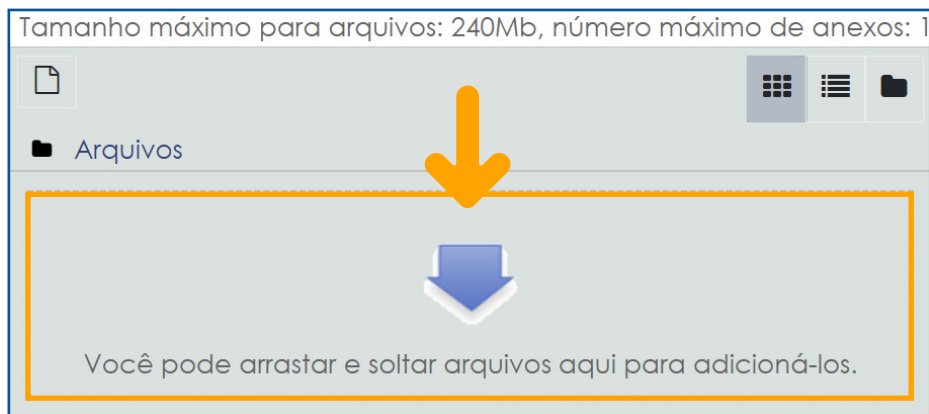 Tamanho máximo para arquivos: 240Mb, número máximo de anexos: 1
Arquivos
Você pode arrastar e soltar arquivos aqui para adicioná-los.